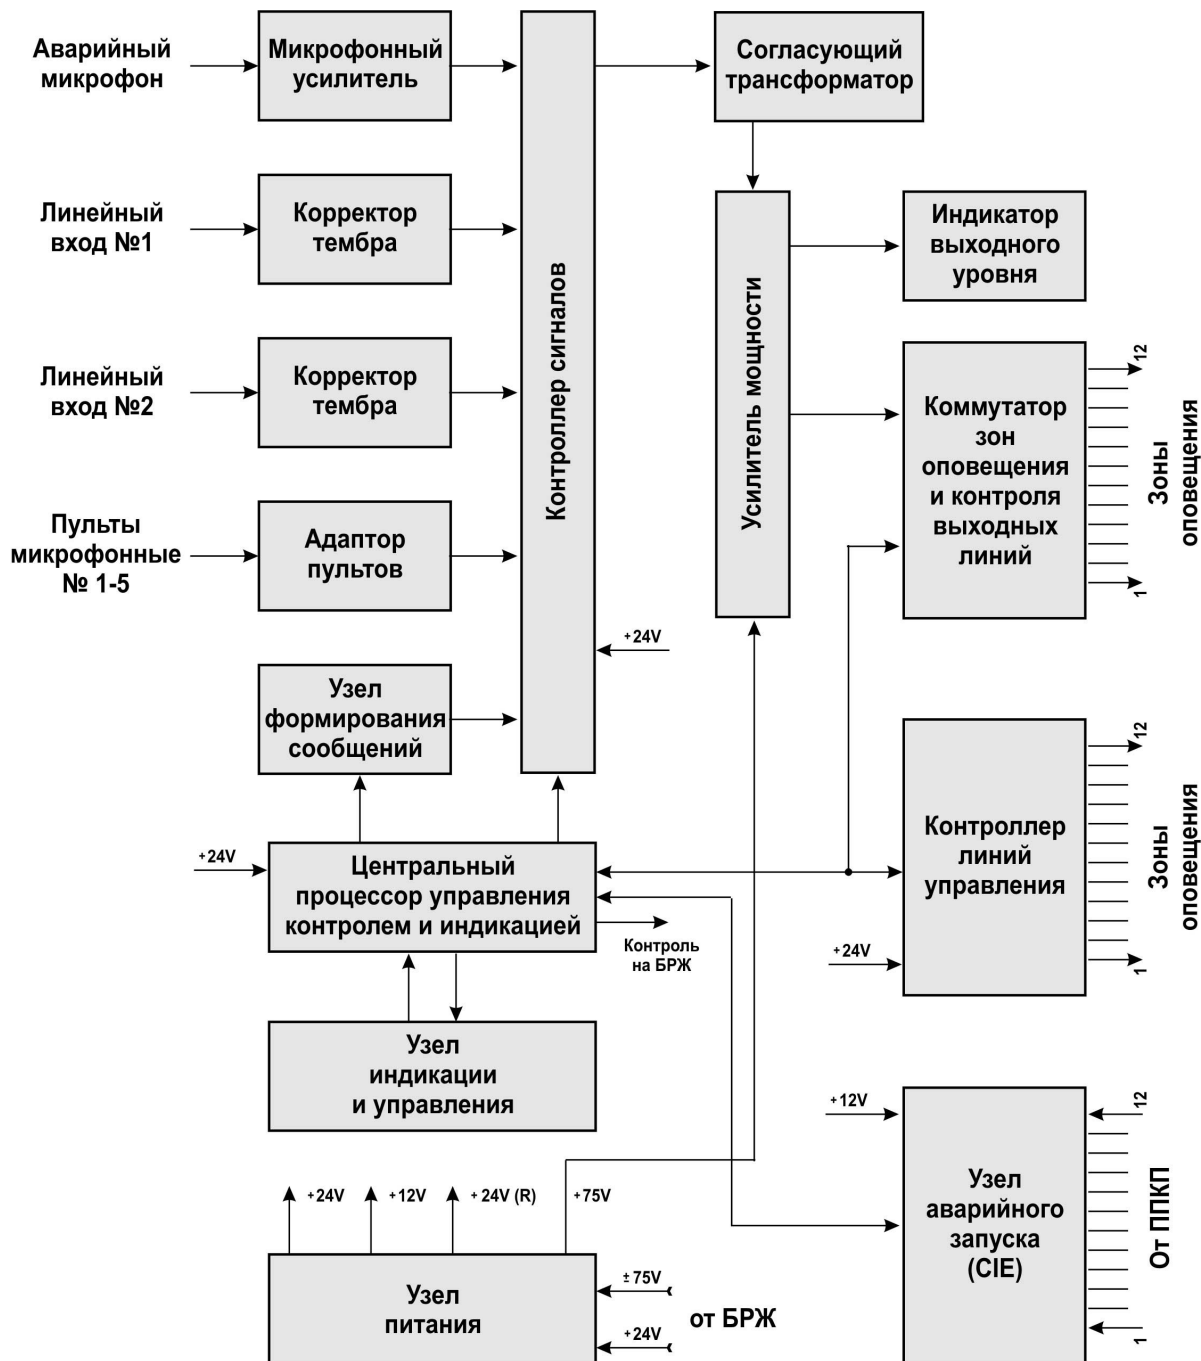 Аварийный
микрофон
Микрофонный
усилитель
Согласующий
трансформатор
Линейный
вход №1
Корректор
тембра
Контроллер сигналов
Усилитель мощности
Индикатор
выходного
уровня
Линейный
вход №2
Корректор
тембра
Коммутатор
зон
оповещения
и контроля
выходных
линий
12
1
Зоны
оповещения
Пульты
микрофонные
№ 1-5
Адаптор
пультов
+24V
Узел
формирования
сообщений
+24V
Центральный
процессор управления
контролем и индикацией
Контроль
на БРЖ
Контроллер
линий
управления
+24V
12
1
Зоны
оповещения
Узел
индикации
и управления
+12V
Узел
аварийного
запуска
(CIE)
12
1
От ППКП
+24V
+12V
+24V (R)
+75V
Узел
питания
±75V
+24V
от БРЖ